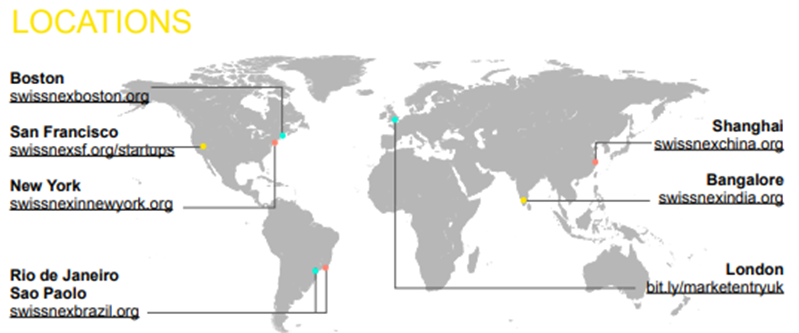 LOCATIONS
Boston
swissnexboston.org
San Francisco
swissnexsf.org/startups
New York
swissnexinnewyork.org
Rio de Janeiro
Sao Paolo
swissnexbrazil.org
Shanghai
swissnexchina.org
Bangalore
swissnexindia.org
London
bit.ly/marketentryuk